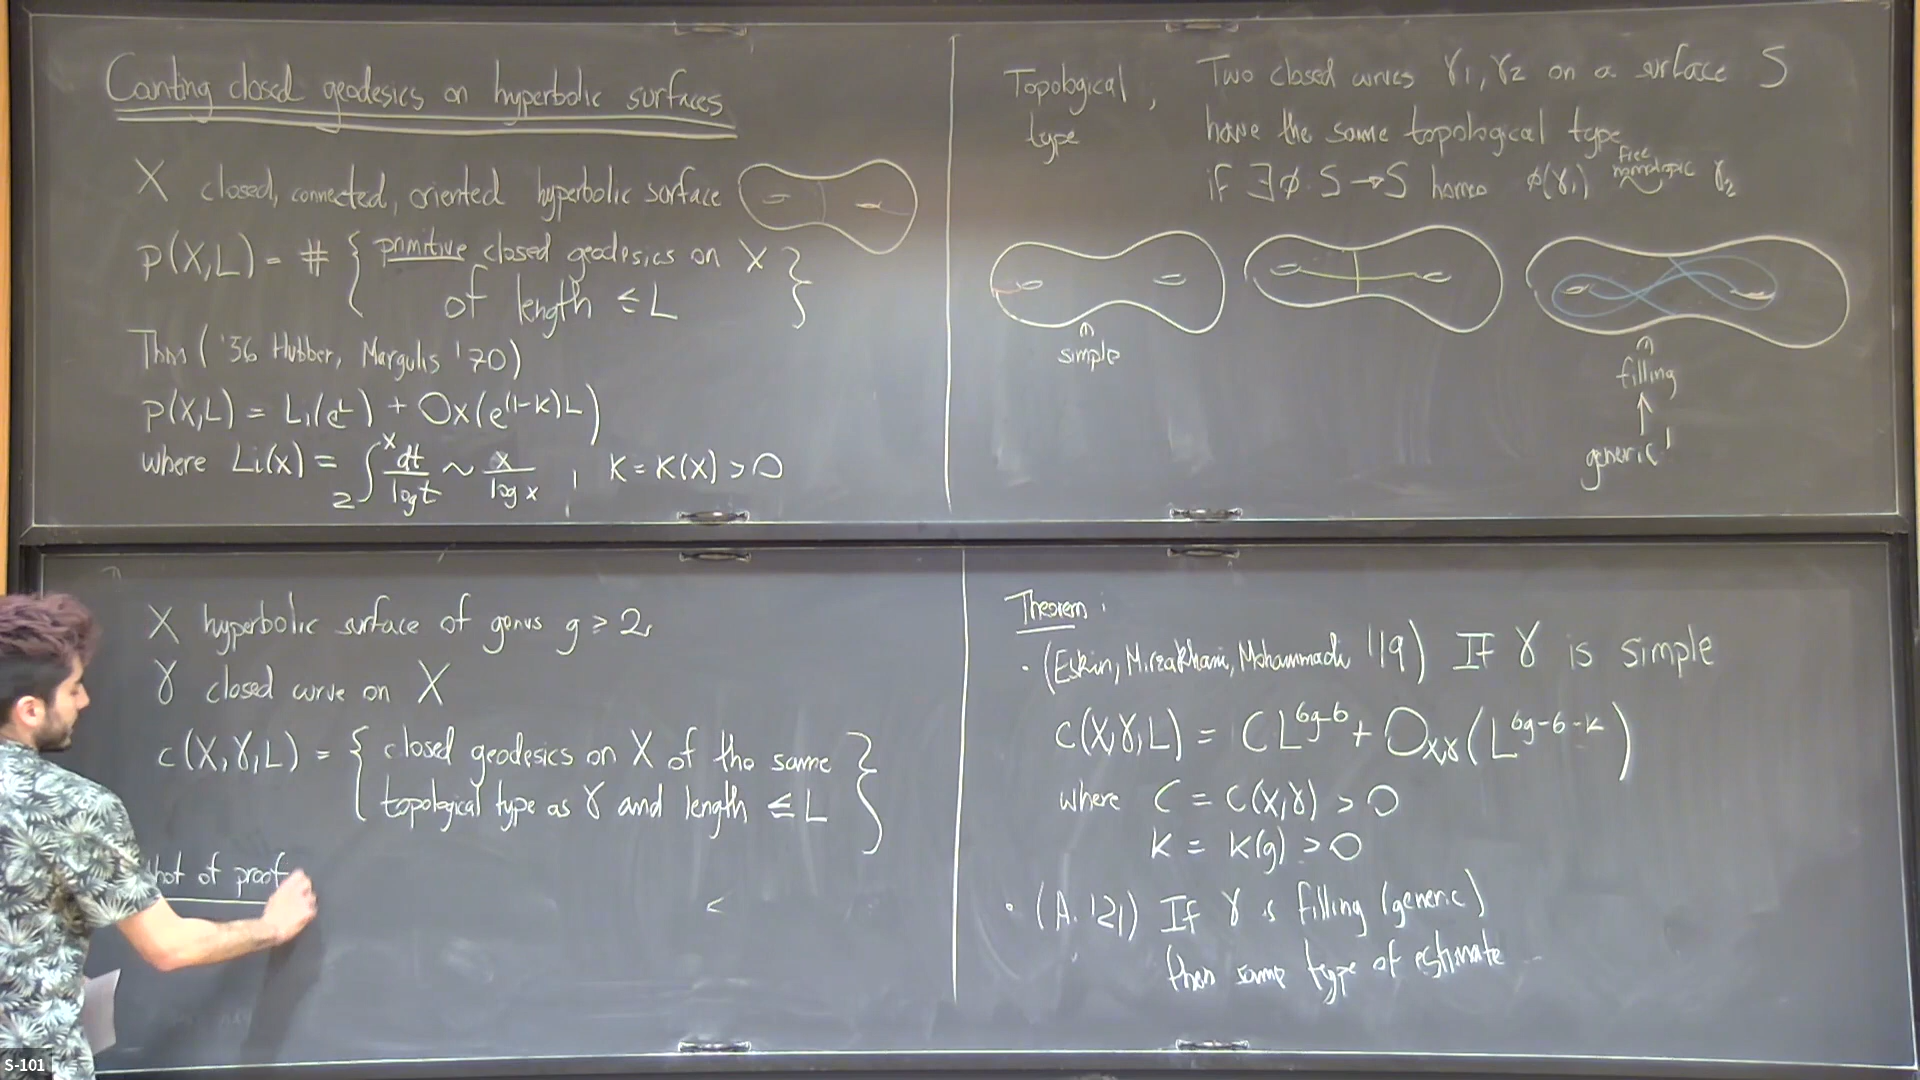 Counting closed geodesics on hyperbolic surfaces
X closed, connected, oriented hyperbolic surface
p(X,L) = # { primitive closed geodesics on X
of length ≤ L }
Thm ('56 Hubber, Margulis '70)
p(X,L) = Li(e^L) + O_X(e^{(1-κ)L})
where Li(x) = ∫_2^x dt/log t ~ x/log x , κ = κ(X) > 0
Topological type, Two closed curves γ1, γ2 on a surface S
have the same topological type
if ∃ φ: S → S homeo φ(γ1) free homotopic γ2
simple
filling
generic!
X hyperbolic surface of genus g ≥ 2,
γ closed curve on X
c(X,γ,L) = { closed geodesics on X of the same
topological type as γ and length ≤ L }
hot of proof
<
Theorem:
· (Eskin, Mirzakhani, Mohammadi '19) If γ is simple
c(X,γ,L) = C L^{6g-6} + O_{X,γ}(L^{6g-6-κ})
where C = C(X,γ) > 0
κ = κ(g) > 0
· (A. '21) If γ is filling (generic)
then same type of estimate
S-101